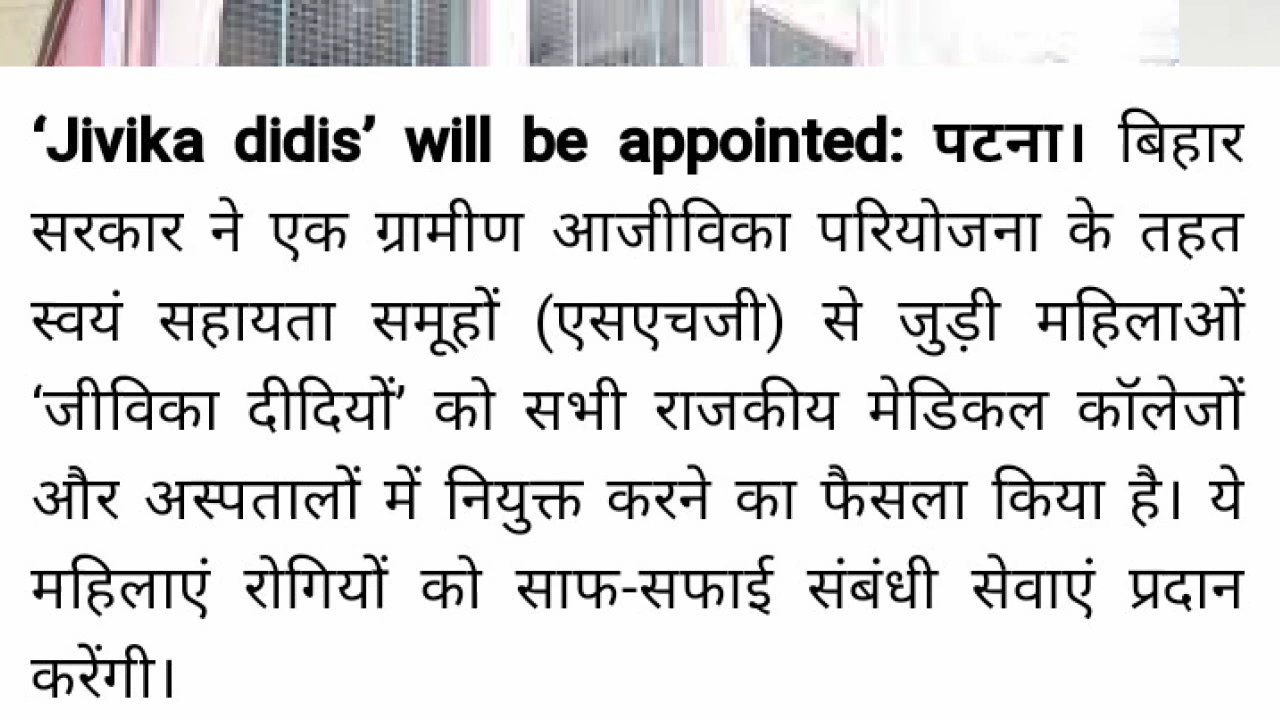 ‘Jivika didis’ will be appointed: पटना। बिहार
सरकार ने एक ग्रामीण आजीविका परियोजना के तहत
स्वयं सहायता समूहों (एसएचजी) से जुड़ी महिलाओं
‘जीविका दीदियों’ को सभी राजकीय मेडिकल कॉलेजों
और अस्पतालों में नियुक्त करने का फैसला किया है। ये
महिलाएं रोगियों को साफ-सफाई संबंधी सेवाएं प्रदान
करेंगी।